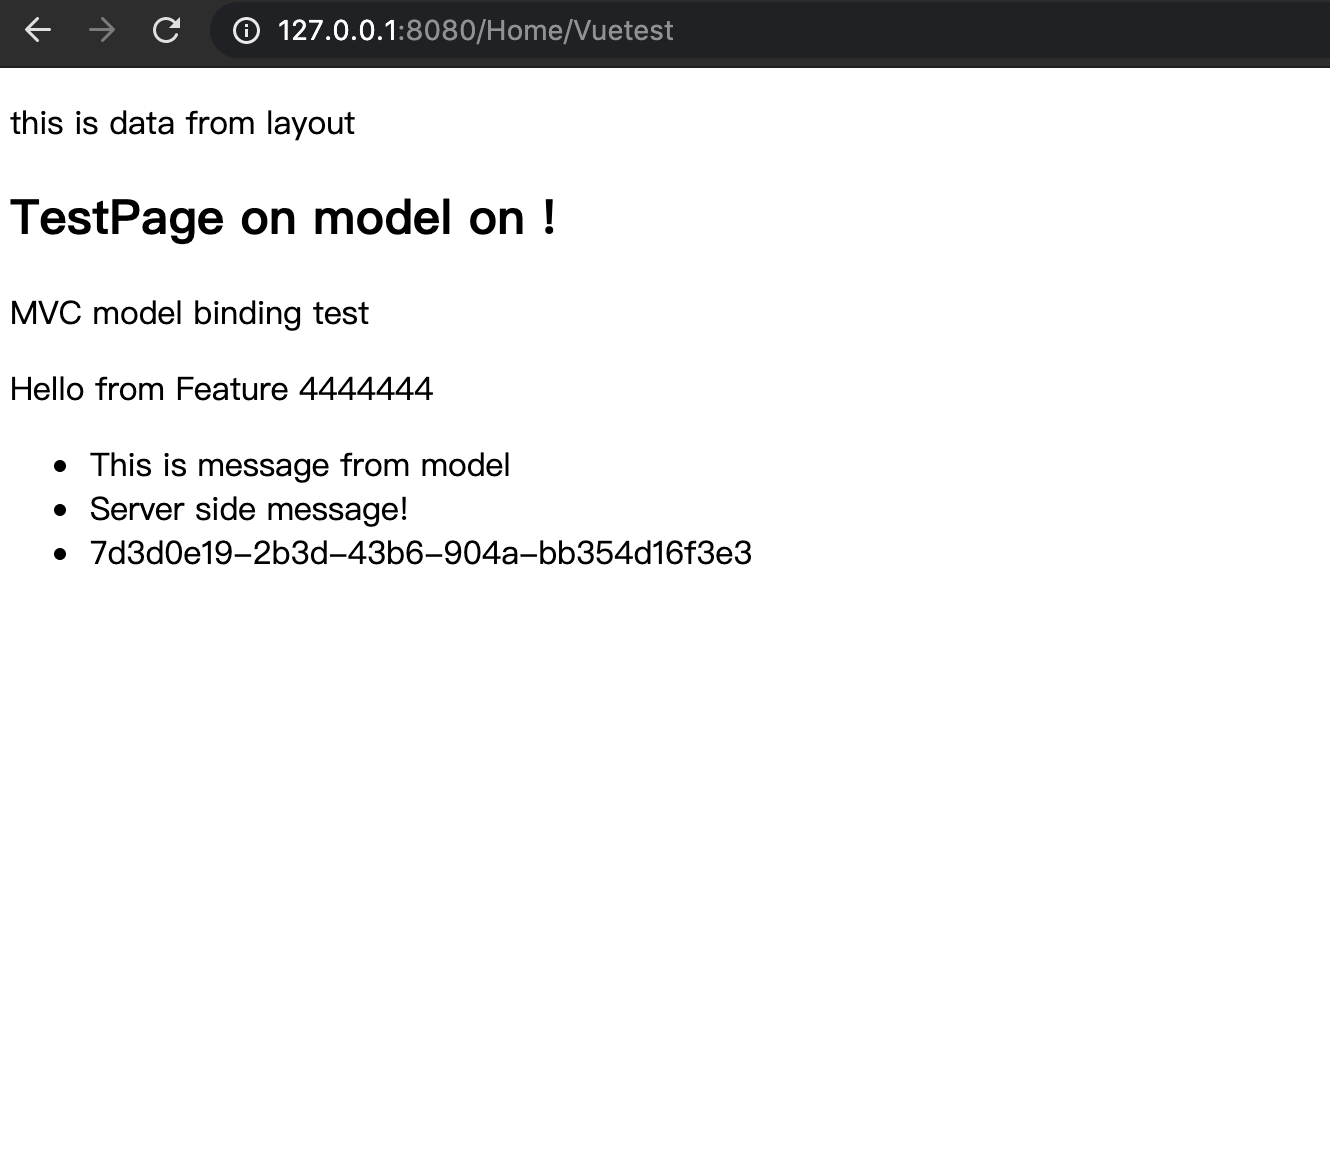 127.0.0.1:8080/Home/Vuetest
this is data from layout
TestPage on model on !
MVC model binding test
Hello from Feature 4444444
This is message from model
Server side message!
7d3d0e19-2b3d-43b6-904a-bb354d16f3e3